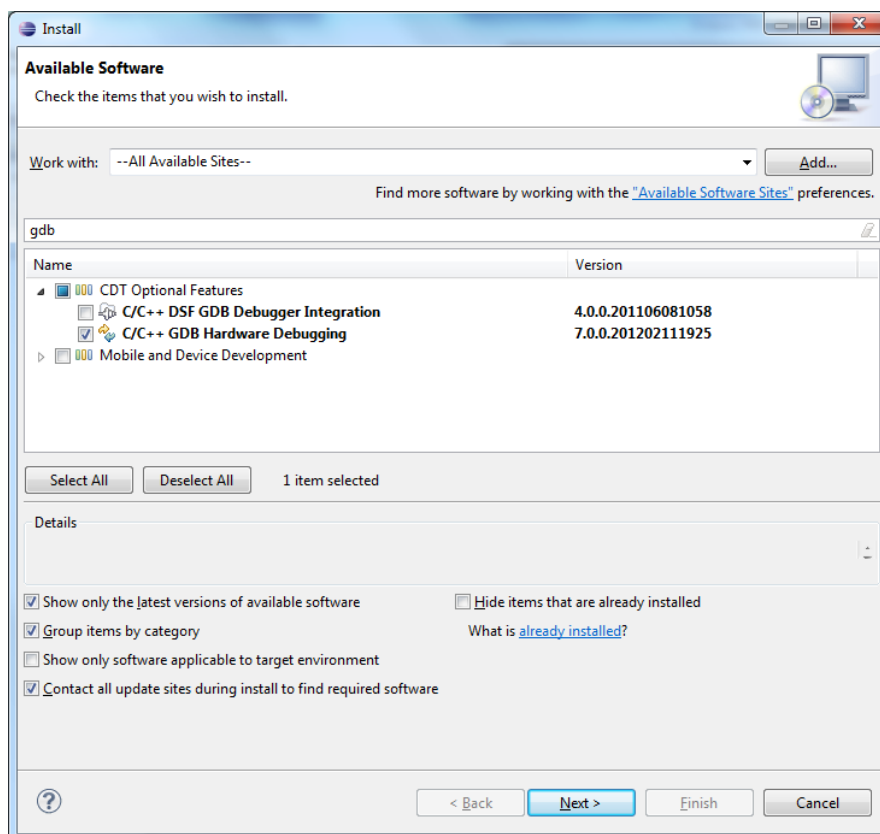 Install
Available Software
Check the items that you wish to install.
Work with: --All Available Sites-- Add...
Find more software by working with the "Available Software Sites" preferences.
gdb
Name Version
CDT Optional Features
C/C++ DSF GDB Debugger Integration 4.0.0.201106081058
C/C++ GDB Hardware Debugging 7.0.0.201202111925
Mobile and Device Development
Select All Deselect All 1 item selected
Details
Show only the latest versions of available software Hide items that are already installed
Group items by category What is already installed?
Show only software applicable to target environment
Contact all update sites during install to find required software
? < Back Next > Finish Cancel